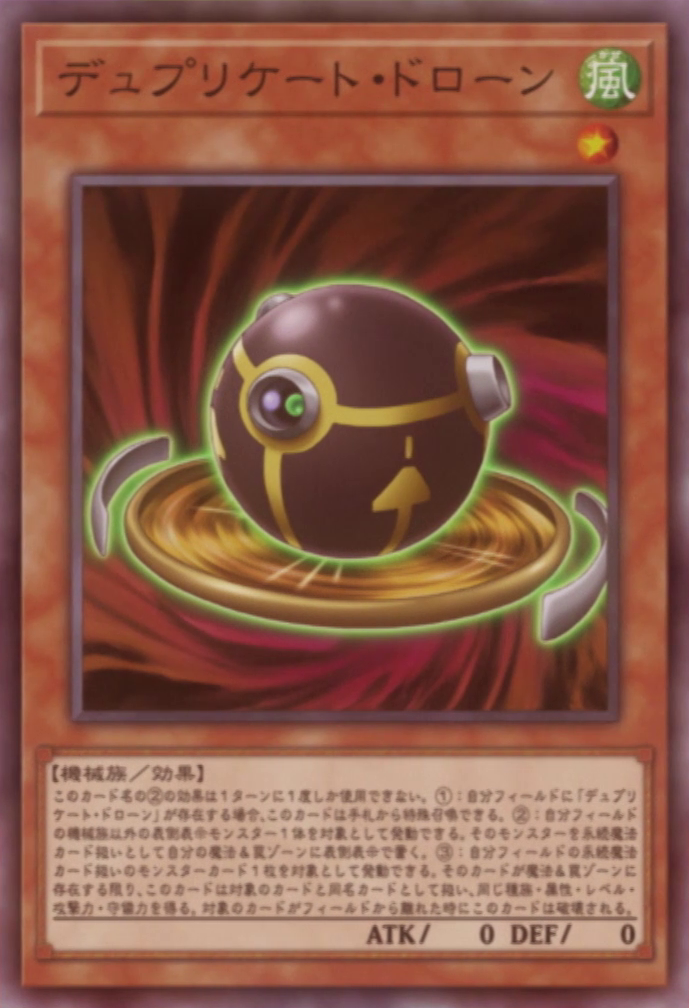 デュプリケート・ドローン
風
【機械族／効果】
このカード名の②の効果は１ターンに１度しか使用できない。①：自分フィールドに「デュプリ
ケート・ドローン」が存在する場合、このカードは手札から特殊召喚できる。②：自分フィールド
の機械族以外の表側表示モンスター１体を対象として発動できる。そのモンスターを永続魔法
カード扱いとして自分の魔法＆罠ゾーンに表側表示で置く。③：自分フィールドの永続魔法
カード扱いのモンスターカード１枚を対象として発動できる。そのカードが魔法＆罠ゾーンに
存在する限り、このカードは対象のカードと同名カードとして扱い、同じ種族・属性・レベル・
攻撃力・守備力を得る。対象のカードがフィールドから離れた時にこのカードは破壊される。
ATK/ 0 DEF/ 0